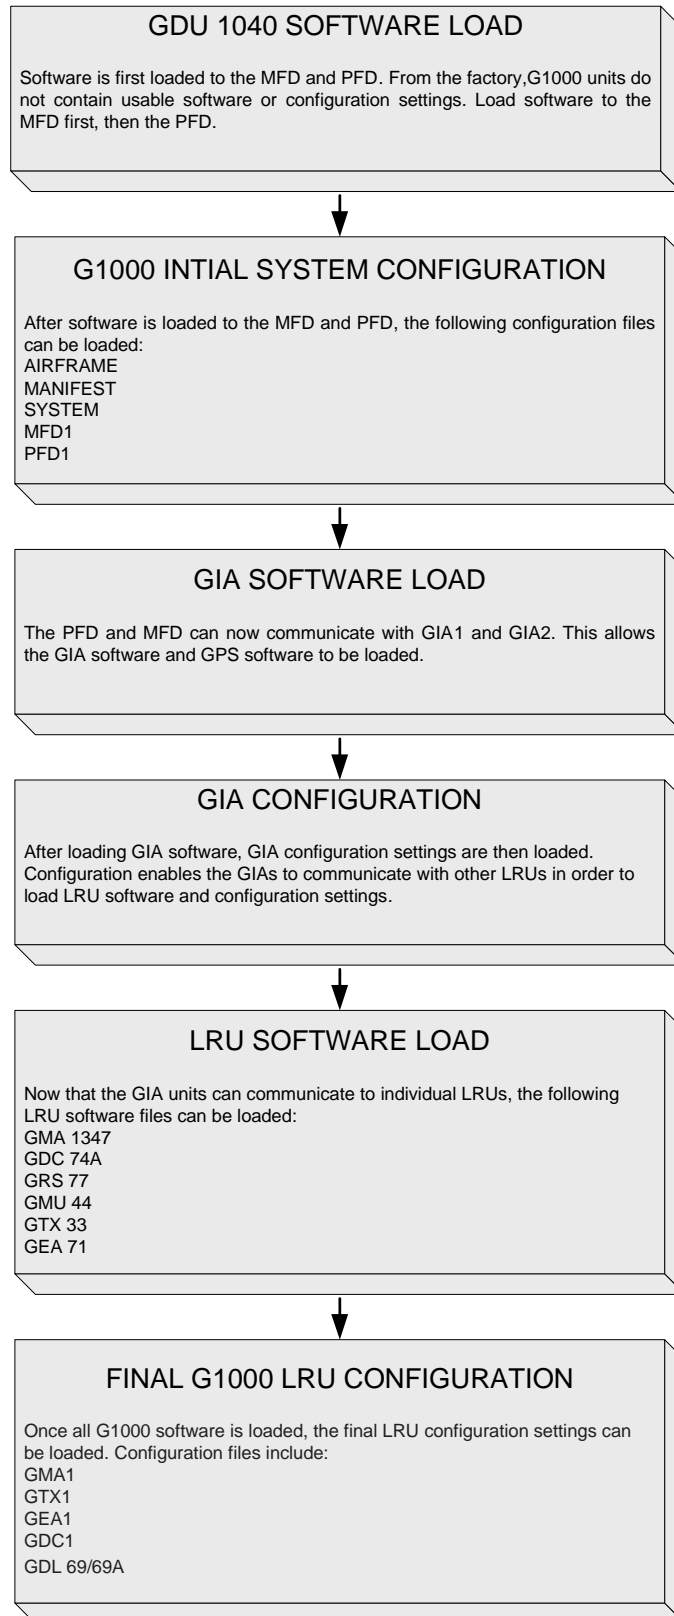 GDU 1040 SOFTWARE LOAD
Software is first loaded to the MFD and PFD. From the factory,G1000 units do
not contain usable software or configuration settings. Load software to the
MFD first, then the PFD.
G1000 INTIAL SYSTEM CONFIGURATION
After software is loaded to the MFD and PFD, the following configuration files
can be loaded:
AIRFRAME
MANIFEST
SYSTEM
MFD1
PFD1
GIA SOFTWARE LOAD
The PFD and MFD can now communicate with GIA1 and GIA2. This allows
the GIA software and GPS software to be loaded.
GIA CONFIGURATION
After loading GIA software, GIA configuration settings are then loaded.
Configuration enables the GIAs to communicate with other LRUs in order to
load LRU software and configuration settings.
LRU SOFTWARE LOAD
Now that the GIA units can communicate to individual LRUs, the following
LRU software files can be loaded:
GMA 1347
GDC 74A
GRS 77
GMU 44
GTX 33
GEA 71
FINAL G1000 LRU CONFIGURATION
Once all G1000 software is loaded, the final LRU configuration settings can
be loaded. Configuration files include:
GMA1
GTX1
GEA1
GDC1
GDL 69/69A